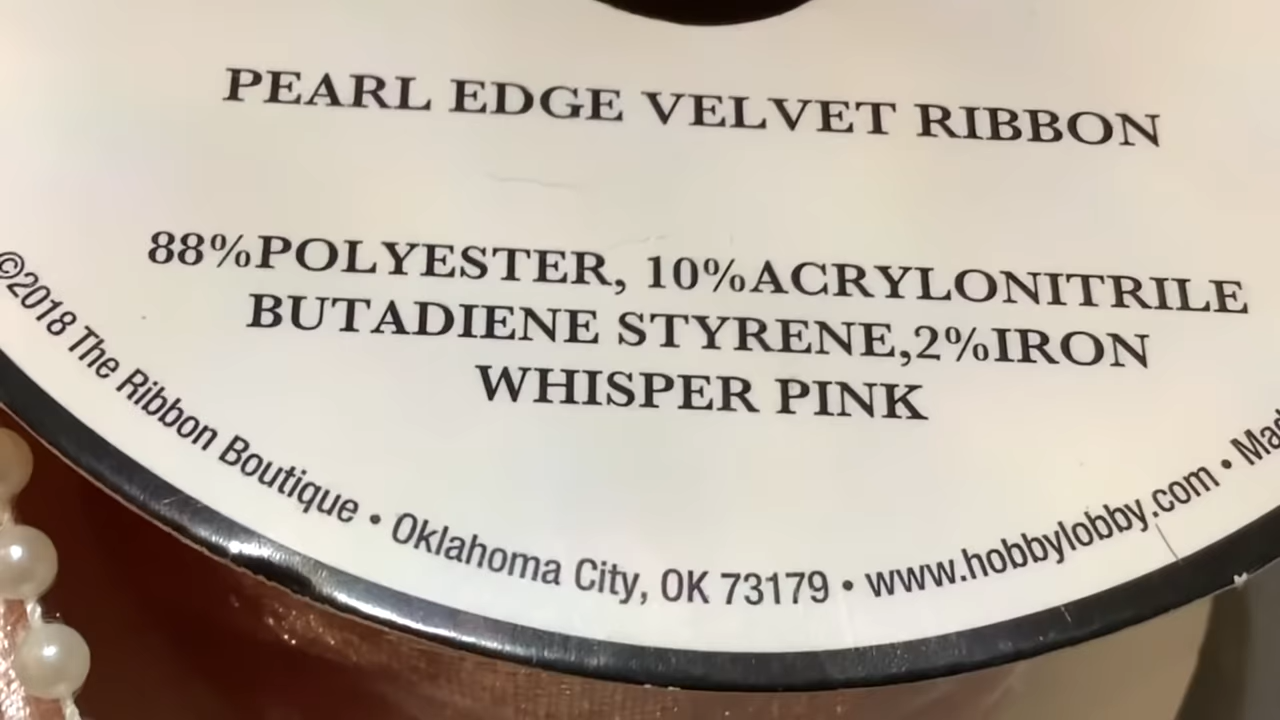 PEARL EDGE VELVET RIBBON
88%POLYESTER, 10%ACRYLONITRILE
BUTADIENE STYRENE,2%IRON
WHISPER PINK
©2018 The Ribbon Boutique • Oklahoma City, OK 73179 • www.hobbylobby.com •